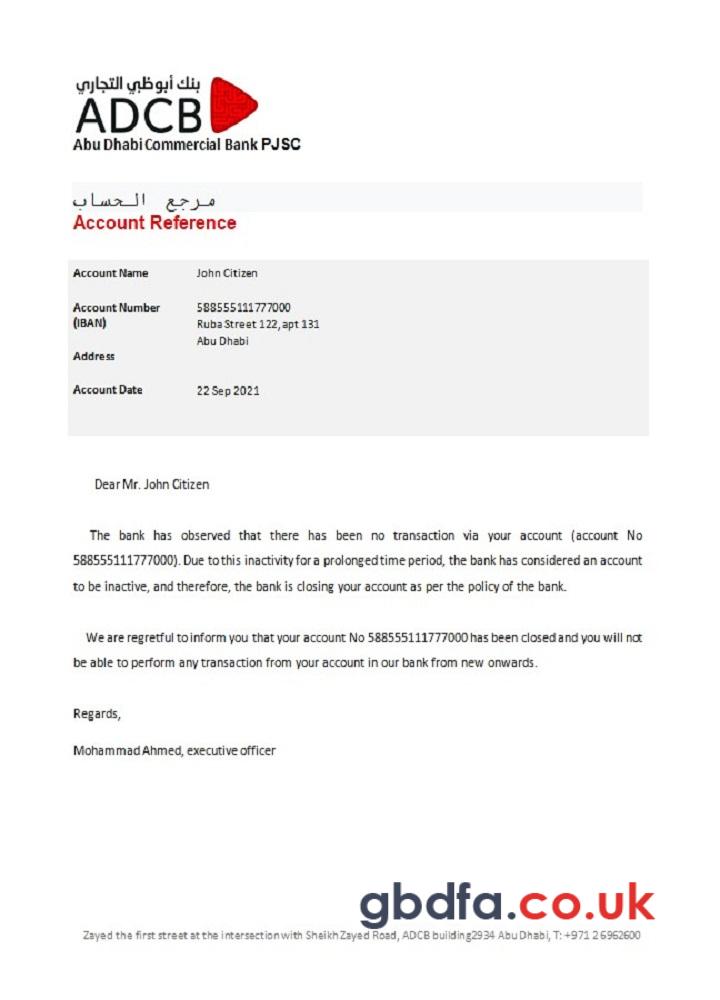 بنك أبوظبي التجاري
ADCB
Abu Dhabi Commercial Bank PJSC
مرجع الحساب
Account Reference
Account Name John Citizen
Account Number 588555111777000
(IBAN) Ruba Street 122, apt 131
Abu Dhabi
Address
Account Date 22 Sep 2021
Dear Mr. John Citizen
The bank has observed that there has been no transaction via your account (account No
588555111777000). Due to this inactivity for a prolonged time period, the bank has considered an account
to be inactive, and therefore, the bank is closing your account as per the policy of the bank.
We are regretful to inform you that your account No 588555111777000 has been closed and you will not
be able to perform any transaction from your account in our bank from new onwards.
Regards,
Mohammad Ahmed, executive officer
gbdfa.co.uk
Zayed the first street at the intersection with Sheikh Zayed Road, ADCB building2934 Abu Dhabi, T: +971 2 6962600